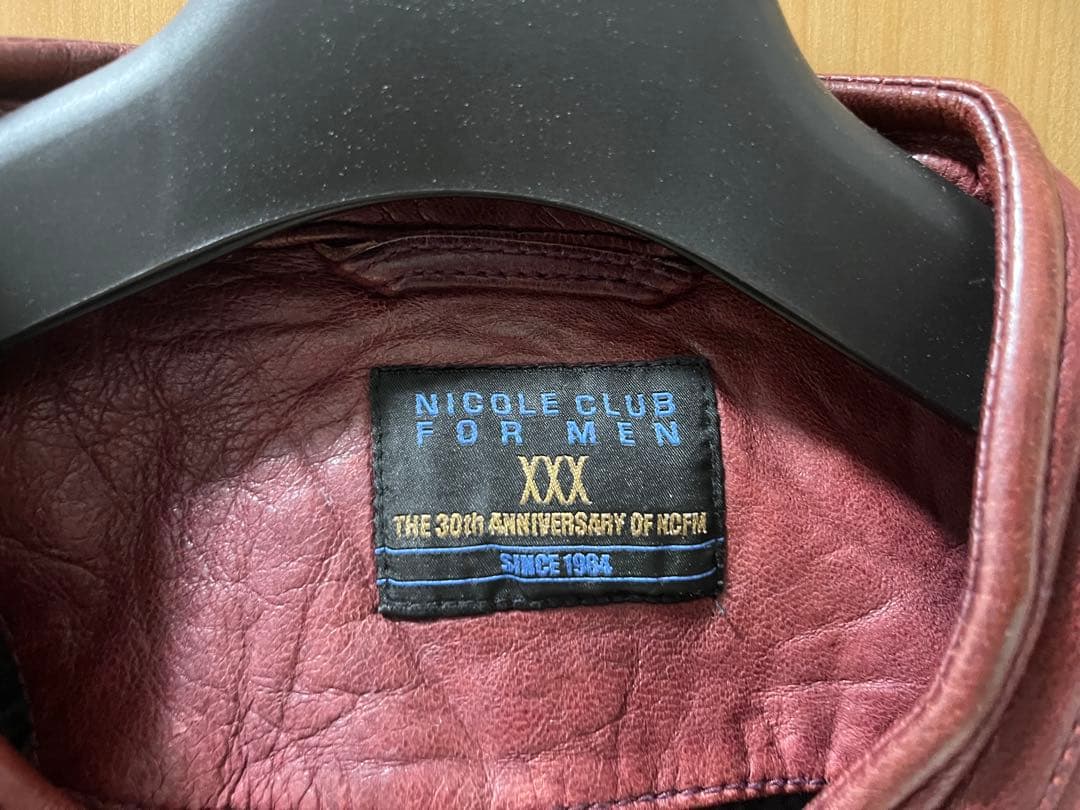 NICOLE CLUB
FOR MEN
XXX
THE 30th ANNIVERSARY OF NCFM
SINCE 1984